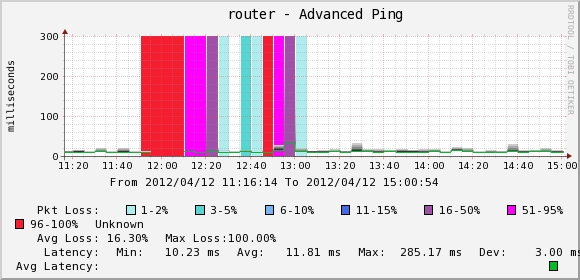 router - Advanced Ping
RRDTOOL / TOBI OETIKER
milliseconds
300
200
100
0
11:20 11:40 12:00 12:20 12:40 13:00 13:20 13:40 14:00 14:20 14:40 15:00
From 2012/04/12 11:16:14 To 2012/04/12 15:00:54
Pkt Loss: 1-2% 3-5% 6-10% 11-15% 16-50% 51-95%
96-100% Unknown
Avg Loss: 16.30% Max Loss:100.00%
Latency: Min: 10.23 ms Avg: 11.81 ms Max: 285.17 ms Dev: 3.00 ms
Avg Latency: